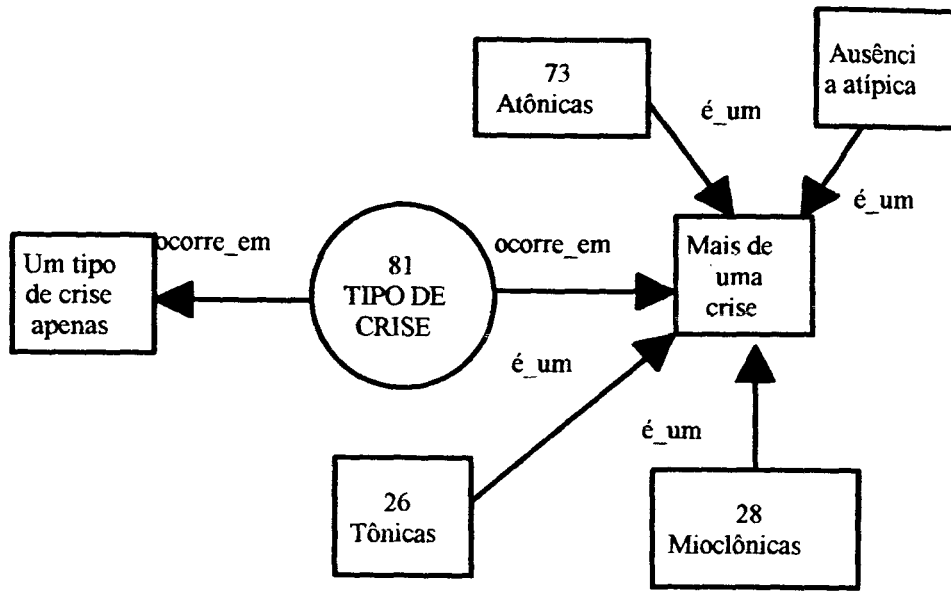 73
Atônicas
Ausênci
a atípica
é_um
é_um
ocorre_em
ocorre_em
Um tipo
de crise
apenas
81
TIPO DE
CRISE
Mais de
uma
crise
é_um
é_um
26
Tônicas
28
Mioclônicas